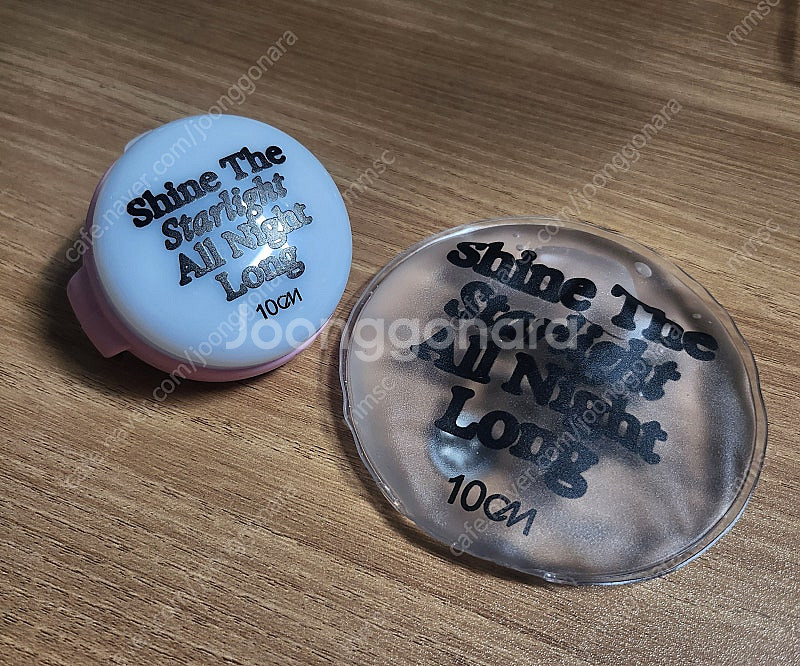 Shine The
Starlight
All Night
Long
10CM
Shine The
Starlight
All Night
Long
10CM
Joonggonara
cafe.naver.com/joonggonara
mmsc